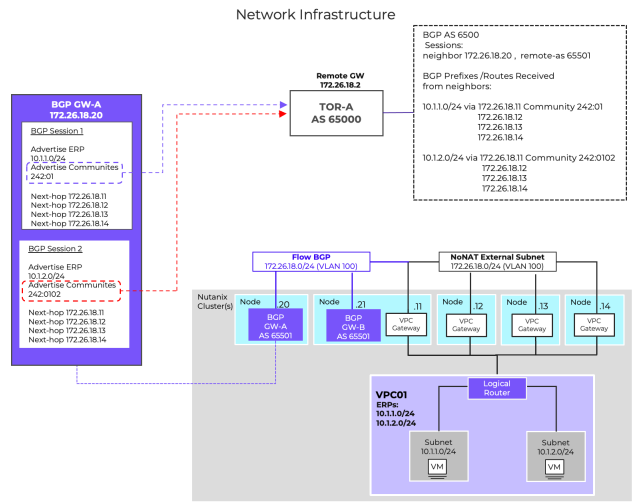 Network Infrastructure
BGP AS 6500
Sessions:
neighbor 172.26.18.20 , remote-as 65501
BGP Prefixes /Routes Received
from neighbors:
10.1.1.0/24 via 172.26.18.11 Community 242:01
172.26.18.12
172.26.18.13
172.26.18.14
10.1.2.0/24 via 172.26.18.11 Community 242:0102
172.26.18.12
172.26.18.13
172.26.18.14
Remote GW
172.26.18.2
TOR-A
AS 65000
BGP GW-A
172.26.18.20
BGP Session 1
Advertise ERP
10.1.1.0/24
Advertise Communites
242:01
Next-hop 172.26.18.11
Next-hop 172.26.18.12
Next-hop 172.26.18.13
Next-hop 172.26.18.14
BGP Session 2
Advertise ERP
10.1.2.0/24
Advertise Communites
242:0102
Next-hop 172.26.18.11
Next-hop 172.26.18.12
Next-hop 172.26.18.13
Next-hop 172.26.18.14
Flow BGP
172.26.18.0/24 (VLAN 100)
NoNAT External Subnet
172.26.18.0/24 (VLAN 100)
Nutanix
Cluster(s)
Node .20
BGP
GW-A
AS 65501
Node .21
BGP
GW-B
AS 65501
.11
VPC
Gateway
Node .12
VPC
Gateway
Node .13
VPC
Gateway
Node .14
VPC
Gateway
Logical
Router
VPC01
ERPs:
10.1.1.0/24
10.1.2.0/24
Subnet
10.1.1.0/24
VM
Subnet
10.1.2.0/24
VM